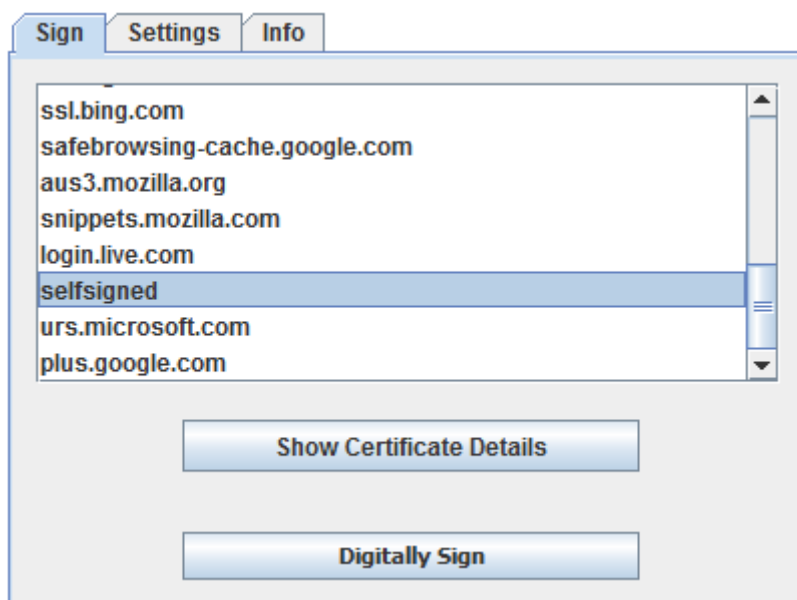 Sign Settings Info
ssl.bing.com
safebrowsing-cache.google.com
aus3.mozilla.org
snippets.mozilla.com
login.live.com
selfsigned
urs.microsoft.com
plus.google.com
Show Certificate Details
Digitally Sign